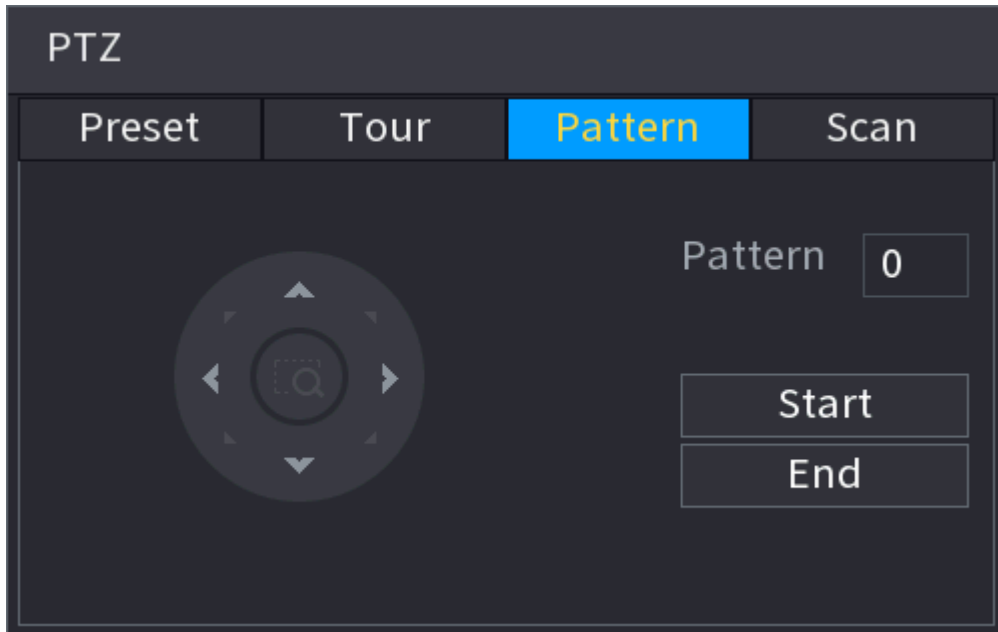 PTZ
Preset Tour Pattern Scan
Pattern 0
Start
End